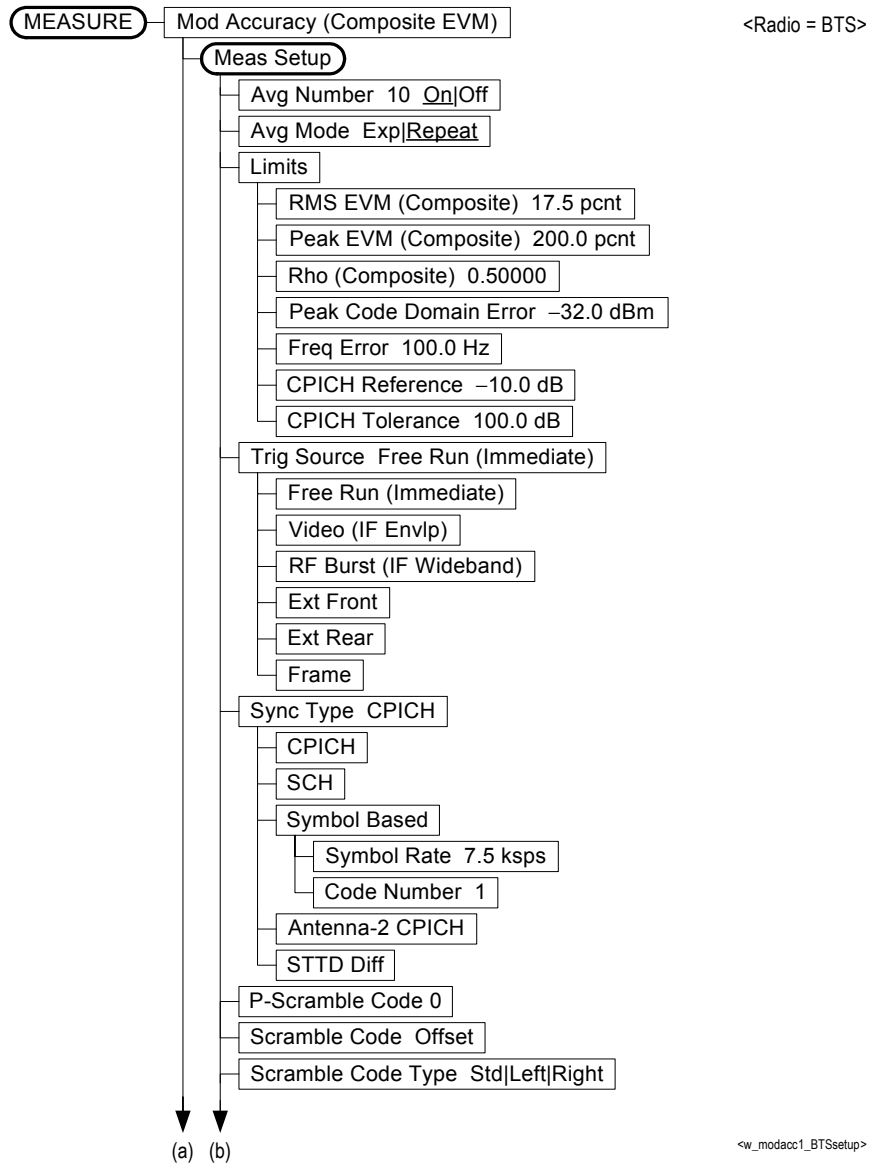 MEASURE Mod Accuracy (Composite EVM) <Radio = BTS>
Meas Setup
Avg Number 10 On|Off
Avg Mode Exp|Repeat
Limits
RMS EVM (Composite) 17.5 pcnt
Peak EVM (Composite) 200.0 pcnt
Rho (Composite) 0.50000
Peak Code Domain Error −32.0 dBm
Freq Error 100.0 Hz
CPICH Reference −10.0 dB
CPICH Tolerance 100.0 dB
Trig Source Free Run (Immediate)
Free Run (Immediate)
Video (IF Envlp)
RF Burst (IF Wideband)
Ext Front
Ext Rear
Frame
Sync Type CPICH
CPICH
SCH
Symbol Based
Symbol Rate 7.5 ksps
Code Number 1
Antenna-2 CPICH
STTD Diff
P-Scramble Code 0
Scramble Code Offset
Scramble Code Type Std|Left|Right
(a) (b) <w_modacc1_BTSsetup>